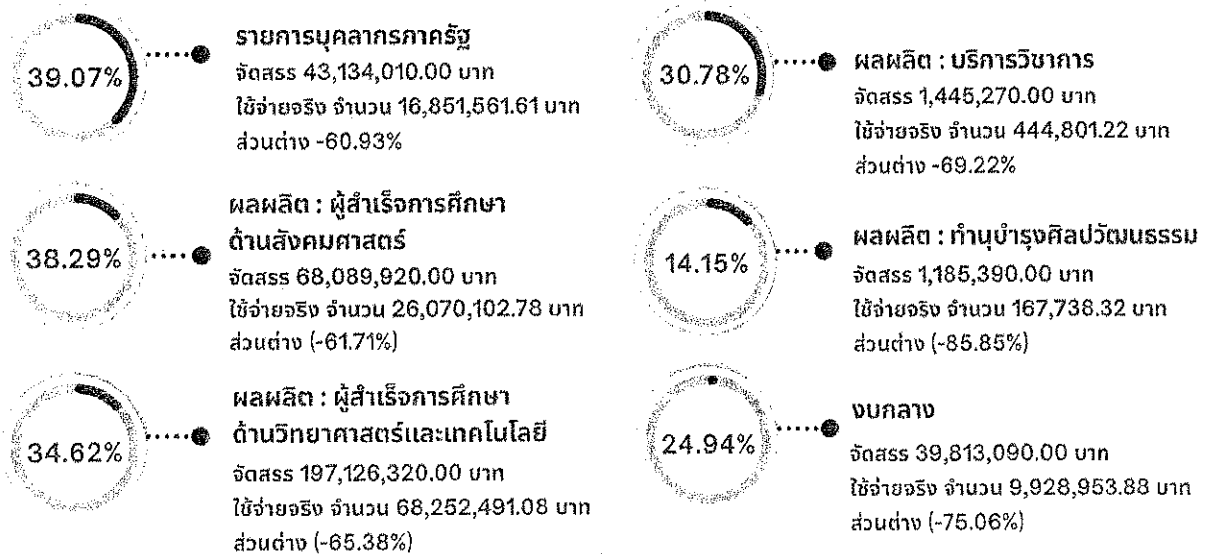 39.07%
รายการบุคลากรภาครัฐ
จัดสรร 43,134,010.00 บาท
ใช้จ่ายจริง จำนวน 16,851,561.61 บาท
ส่วนต่าง -60.93%
38.29%
ผลผลิต : ผู้สำเร็จการศึกษา
ด้านสังคมศาสตร์
จัดสรร 68,089,920.00 บาท
ใช้จ่ายจริง จำนวน 26,070,102.78 บาท
ส่วนต่าง (-61.71%)
34.62%
ผลผลิต : ผู้สำเร็จการศึกษา
ด้านวิทยาศาสตร์และเทคโนโลยี
จัดสรร 197,126,320.00 บาท
ใช้จ่ายจริง จำนวน 68,252,491.08 บาท
ส่วนต่าง (-65.38%)
30.78%
ผลผลิต : บริการวิชาการ
จัดสรร 1,445,270.00 บาท
ใช้จ่ายจริง จำนวน 444,801.22 บาท
ส่วนต่าง -69.22%
14.15%
ผลผลิต : ทำนุบำรุงศิลปวัฒนธรรม
จัดสรร 1,185,390.00 บาท
ใช้จ่ายจริง จำนวน 167,738.32 บาท
ส่วนต่าง (-85.85%)
24.94%
งบกลาง
จัดสรร 39,813,090.00 บาท
ใช้จ่ายจริง จำนวน 9,928,953.88 บาท
ส่วนต่าง (-75.06%)